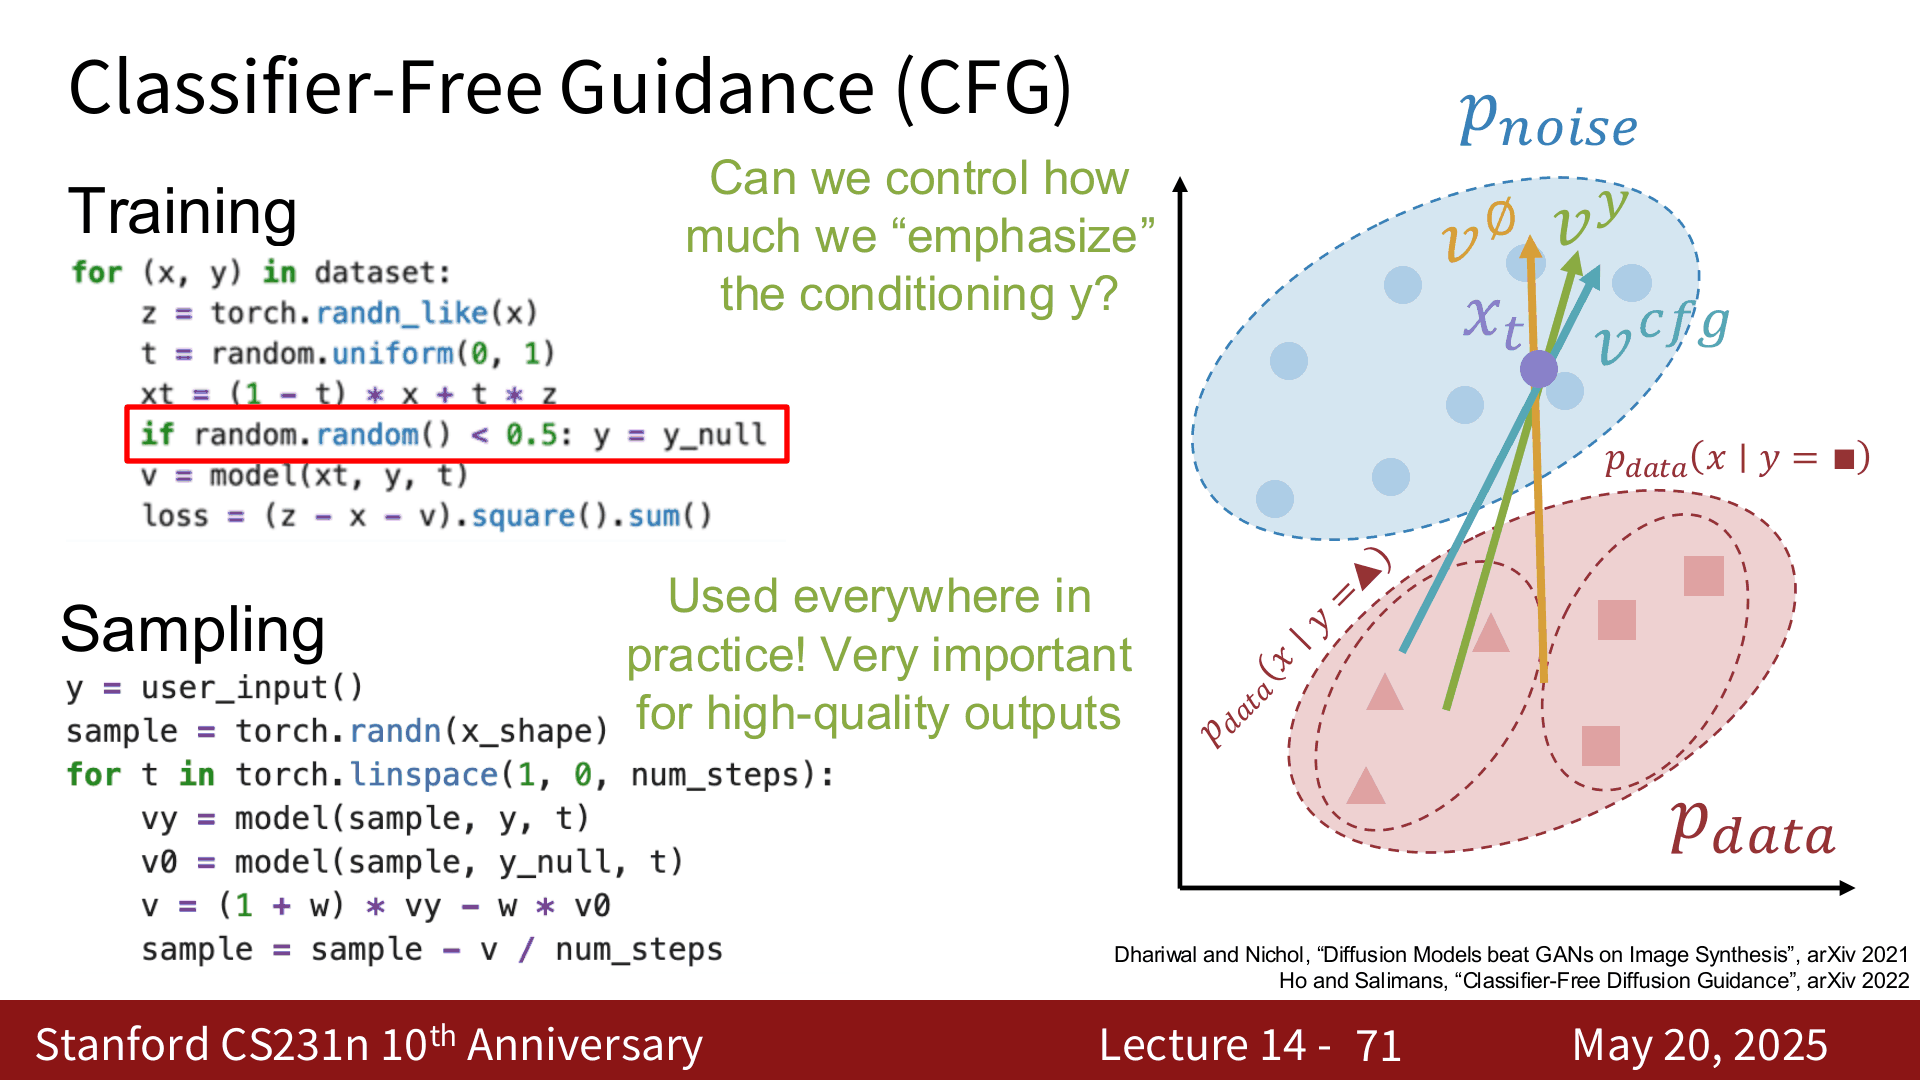 Classifier-Free Guidance (CFG)
Training
for (x, y) in dataset:
    z = torch.randn_like(x)
    t = random.uniform(0, 1)
    xt = (1 - t) * x + t * z
    if random.random() < 0.5: y = y_null
    v = model(xt, y, t)
    loss = (z - x - v).square().sum()
Can we control how
much we “emphasize”
the conditioning y?
Sampling
y = user_input()
sample = torch.randn(x_shape)
for t in torch.linspace(1, 0, num_steps):
    vy = model(sample, y, t)
    v0 = model(sample, y_null, t)
    v = (1 + w) * vy - w * v0
    sample = sample - v / num_steps
Used everywhere in
practice! Very important
for high-quality outputs
p_noise
v^∅
v^y
x_t
v^cfg
p_data(x | y = ■)
p_data(x | y = ▲)
p_data
Dhariwal and Nichol, “Diffusion Models beat GANs on Image Synthesis”, arXiv 2021
Ho and Salimans, “Classifier-Free Diffusion Guidance”, arXiv 2022
Stanford CS231n 10th Anniversary
Lecture 14 - 71
May 20, 2025